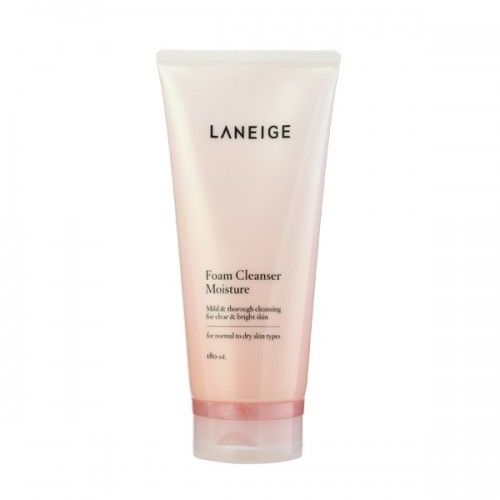 LANEIGE
Foam Cleanser
Moisture
Mild & thorough cleansing
for clear & bright skin
for normal to dry skin types
180 ml.